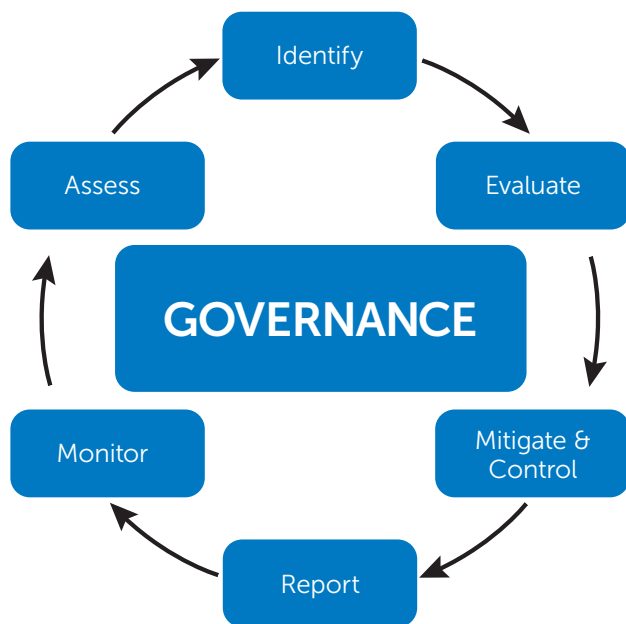 Identify
Evaluate
Mitigate &
Control
Report
Monitor
Assess
GOVERNANCE